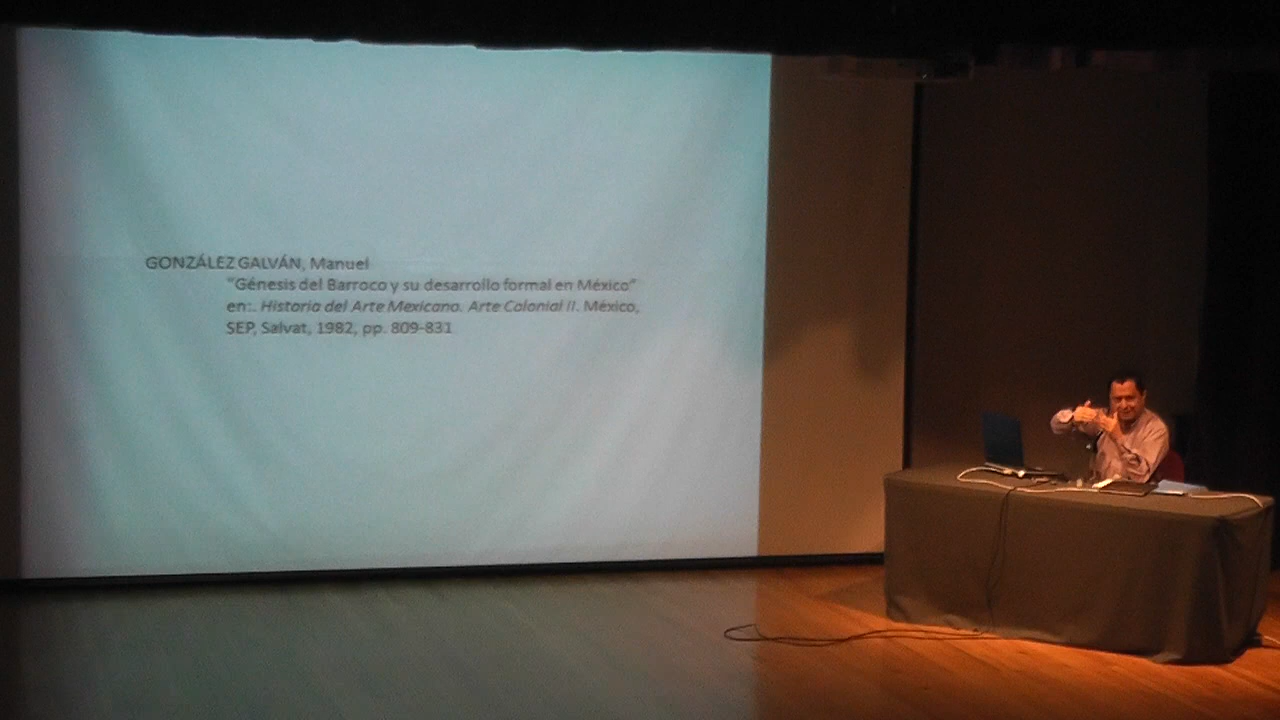 GONZÁLEZ GALVÁN, Manuel
"Génesis del Barroco y su desarrollo formal en México"
en:. Historia del Arte Mexicano. Arte Colonial II. México,
SEP, Salvat, 1982, pp. 809-831